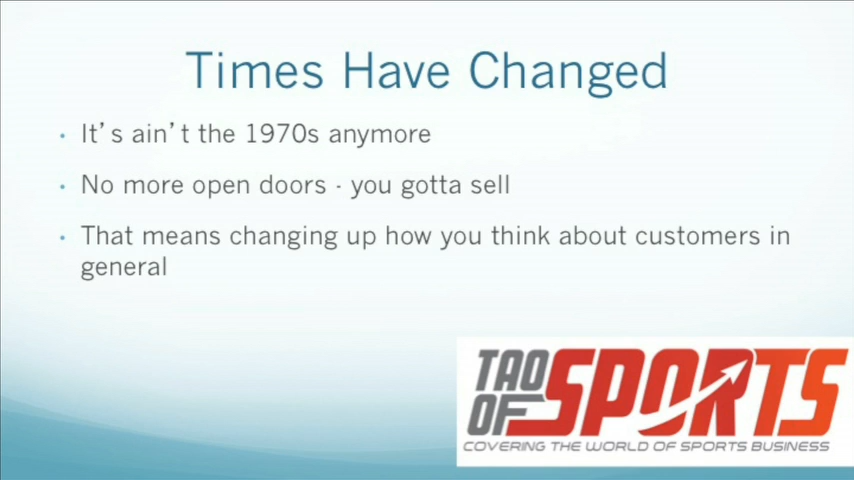 Times Have Changed
• It's ain't the 1970s anymore
• No more open doors - you gotta sell
• That means changing up how you think about customers in
general
TAO
OF
SPORTS
COVERING THE WORLD OF SPORTS BUSINESS